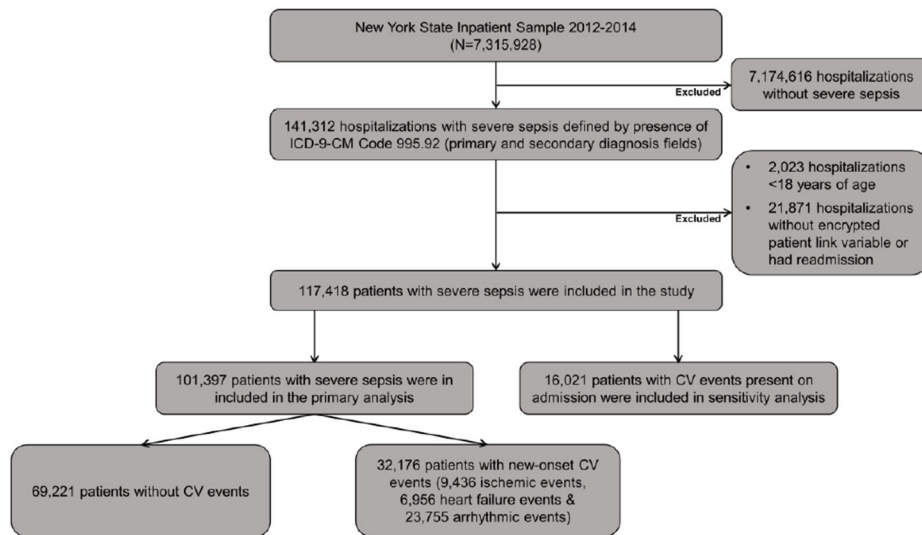 New York State Inpatient Sample 2012-2014
(N=7,315,928)
Excluded
7,174,616 hospitalizations
without severe sepsis
141,312 hospitalizations with severe sepsis defined by presence of
ICD-9-CM Code 995.92 (primary and secondary diagnosis fields)
Excluded
• 2,023 hospitalizations
<18 years of age
• 21,871 hospitalizations
without encrypted
patient link variable or
had readmission
117,418 patients with severe sepsis were included in the study
101,397 patients with severe sepsis were in
included in the primary analysis
16,021 patients with CV events present on
admission were included in sensitivity analysis
69,221 patients without CV events
32,176 patients with new-onset CV
events (9,436 ischemic events,
6,956 heart failure events &
23,755 arrhythmic events)